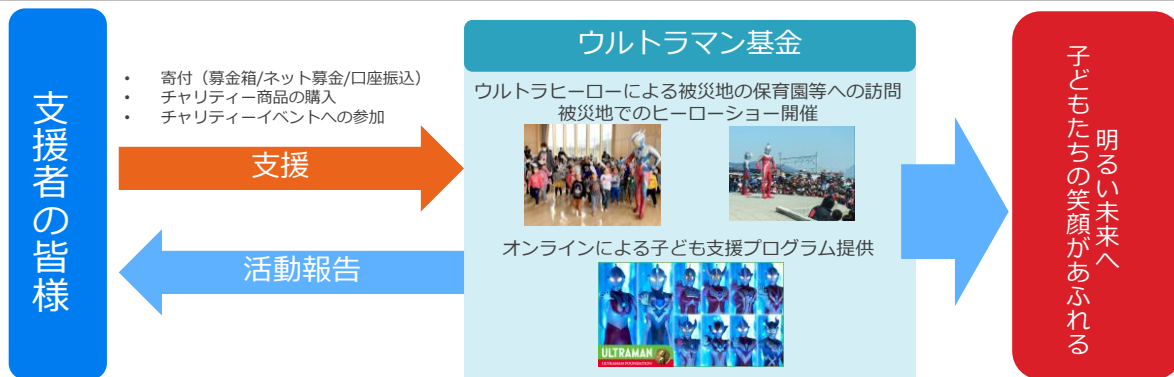 支援者の皆様
• 寄付（募金箱/ネット募金/口座振込）
• チャリティー商品の購入
• チャリティーイベントへの参加
支援
活動報告
ウルトラマン基金
ウルトラヒーローによる被災地の保育園等への訪問
被災地でのヒーローショー開催
オンラインによる子ども支援プログラム提供
ULTRAMAN
ULTRAMAN FOUNDATION
子どもたちの笑顔があふれる
明るい未来へ